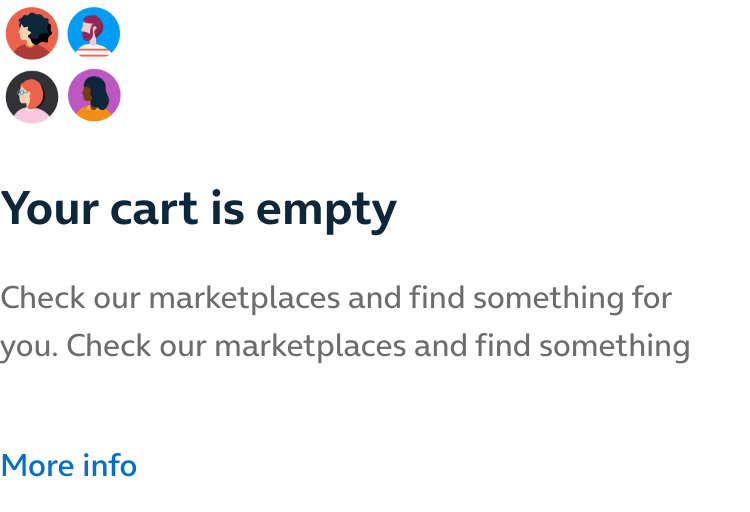 Your cart is empty
Check our marketplaces and find something for
you. Check our marketplaces and find something
More info